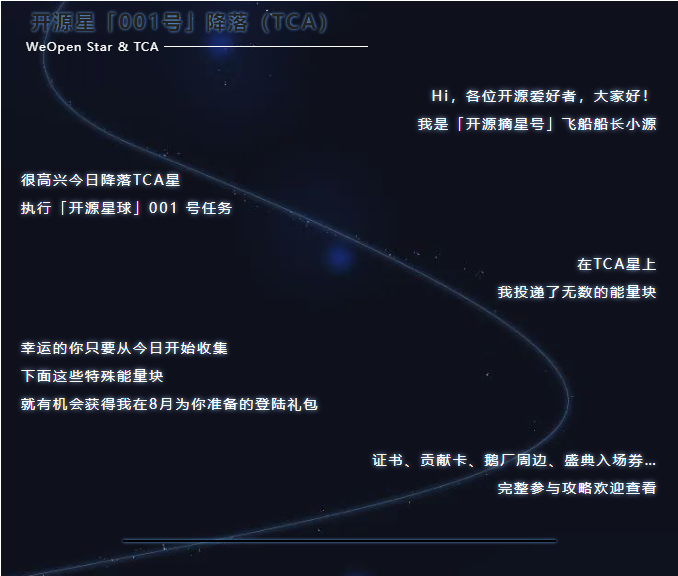 开源星「001号」降落（TCA）
WeOpen Star & TCA
Hi，各位开源爱好者，大家好！
我是「开源摘星号」飞船船长小源
很高兴今日降落TCA星
执行「开源星球」001 号任务
在TCA星上
我投递了无数的能量块
幸运的你只要从今日开始收集
下面这些特殊能量块
就有机会获得我在8月为你准备的登陆礼包
证书、贡献卡、鹅厂周边、盛典入场券...
完整参与攻略欢迎查看